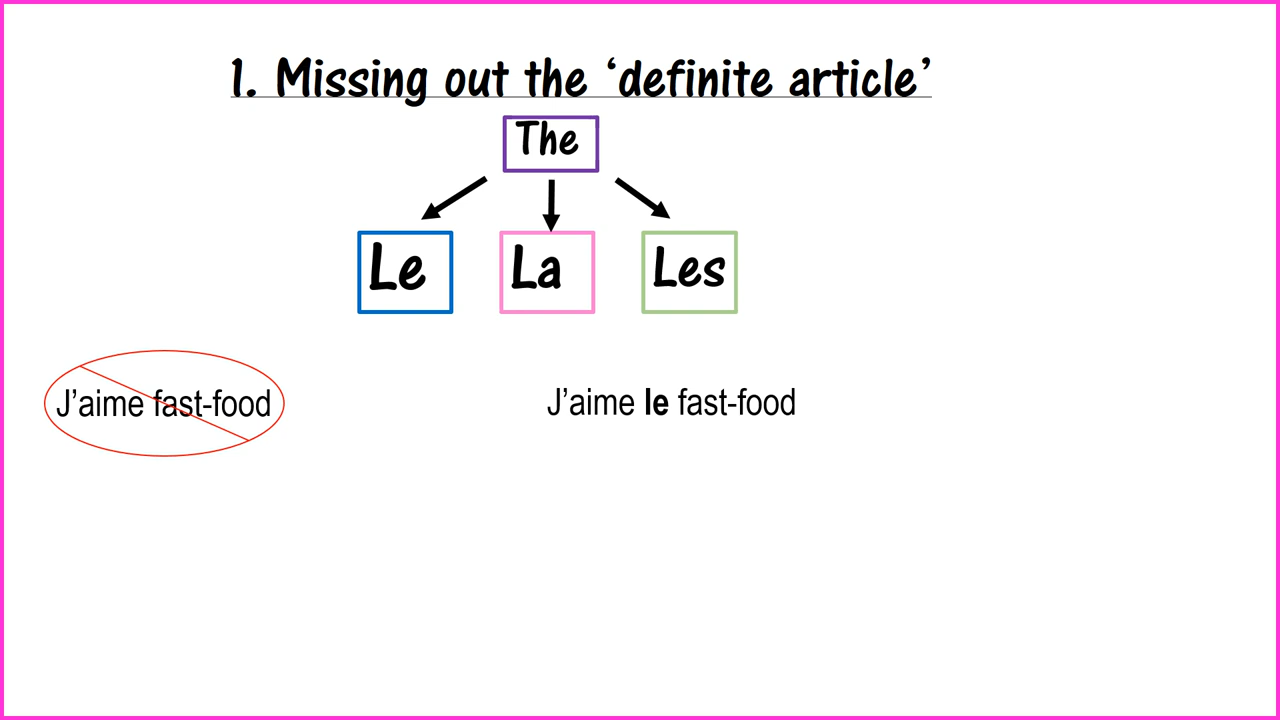 1. Missing out the ‘definite article’
The
Le La Les
J’aime fast-food J’aime le fast-food